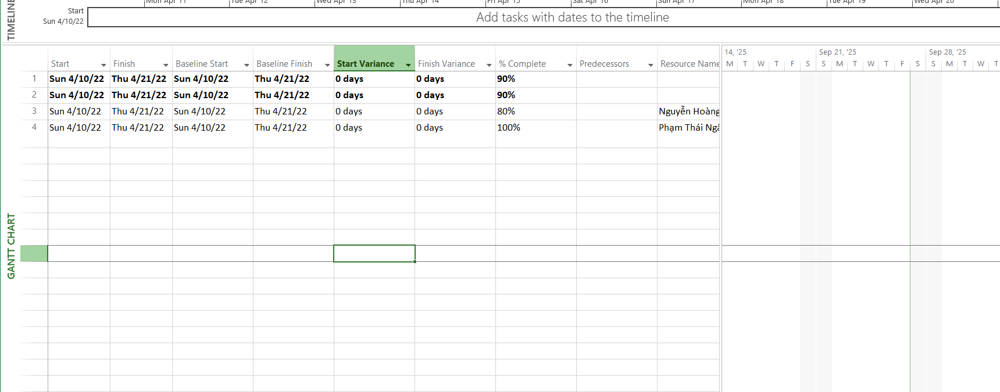 Mon Apr 11 Tue Apr 12 Wed Apr 13 Thu Apr 14 Fri Apr 15 Sat Apr 16 Sun Apr 17 Mon Apr 18 Tue Apr 19 Wed Apr 20
TIMELINE
Start
Sun 4/10/22
Add tasks with dates to the timeline
14, '25 Sep 21, '25 Sep 28, '25
Start Finish Baseline Start Baseline Finish Start Variance Finish Variance % Complete Predecessors Resource Name M T W T F S S M T W T F S S M T W T
1 Sun 4/10/22 Thu 4/21/22 Sun 4/10/22 Thu 4/21/22 0 days 0 days 90%
2 Sun 4/10/22 Thu 4/21/22 Sun 4/10/22 Thu 4/21/22 0 days 0 days 90%
3 Sun 4/10/22 Thu 4/21/22 Sun 4/10/22 Thu 4/21/22 0 days 0 days 80% Nguyễn Hoàng
4 Sun 4/10/22 Thu 4/21/22 Sun 4/10/22 Thu 4/21/22 0 days 0 days 100% Phạm Thái Ngâ
GANTT CHART